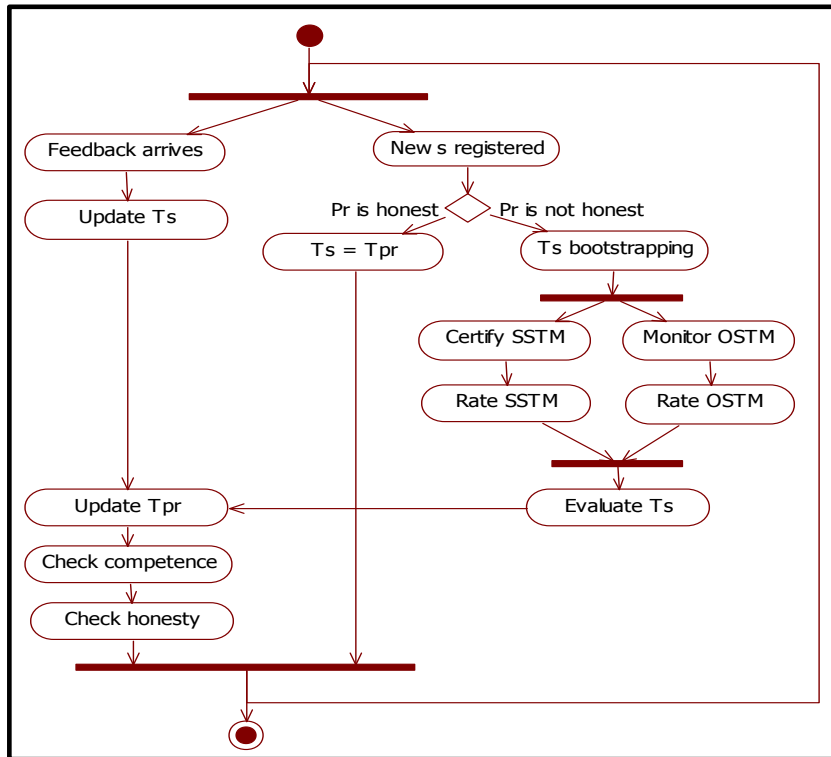 Feedback arrives
New s registered
Update Ts
Pr is honest
Pr is not honest
Ts = Tpr
Ts bootstrapping
Certify SSTM
Monitor OSTM
Rate SSTM
Rate OSTM
Update Tpr
Evaluate Ts
Check competence
Check honesty